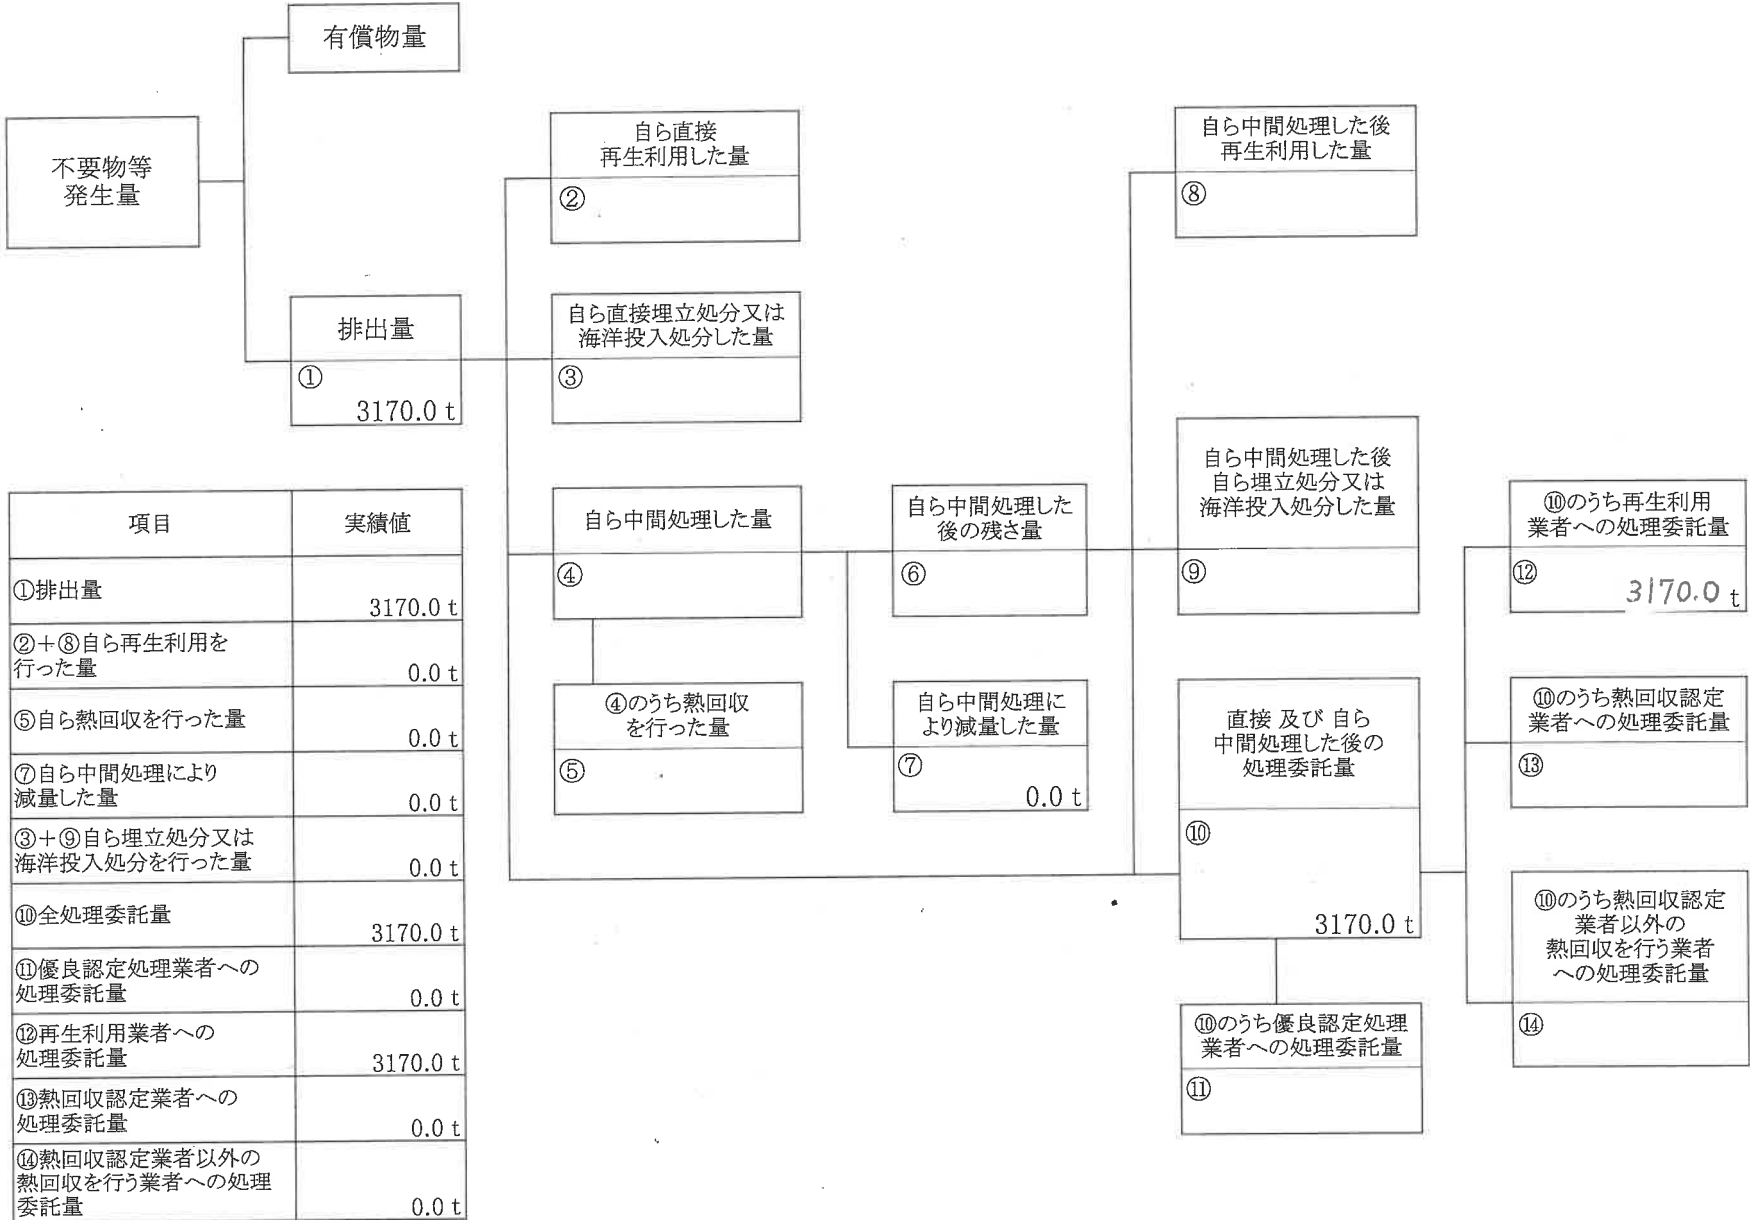 有償物量
不要物等
発生量
自ら直接
再生利用した量
②
自ら中間処理した後
再生利用した量
⑧
排出量
①
3170.0 t
自ら直接埋立処分又は
海洋投入処分した量
③
自ら中間処理した量
④
自ら中間処理した
後の残さ量
⑥
自ら中間処理した後
自ら埋立処分又は
海洋投入処分した量
⑨
⑩のうち再生利用
業者への処理委託量
⑫
3170.0 t
④のうち熱回収
を行った量
⑤
自ら中間処理に
より減量した量
⑦
0.0 t
直接 及び 自ら
中間処理した後の
処理委託量
⑩
3170.0 t
⑩のうち熱回収認定
業者への処理委託量
⑬
⑩のうち熱回収認定
業者以外の
熱回収を行う業者
への処理委託量
⑭
⑩のうち優良認定処理
業者への処理委託量
⑪
項目 実績値
①排出量
3170.0 t
②+⑧自ら再生利用を
行った量
0.0 t
⑤自ら熱回収を行った量
0.0 t
⑦自ら中間処理により
減量した量
0.0 t
③+⑨自ら埋立処分又は
海洋投入処分を行った量
0.0 t
⑩全処理委託量
3170.0 t
⑪優良認定処理業者への
処理委託量
0.0 t
⑫再生利用業者への
処理委託量
3170.0 t
⑬熱回収認定業者への
処理委託量
0.0 t
⑭熱回収認定業者以外の
熱回収を行う業者への処理
委託量
0.0 t